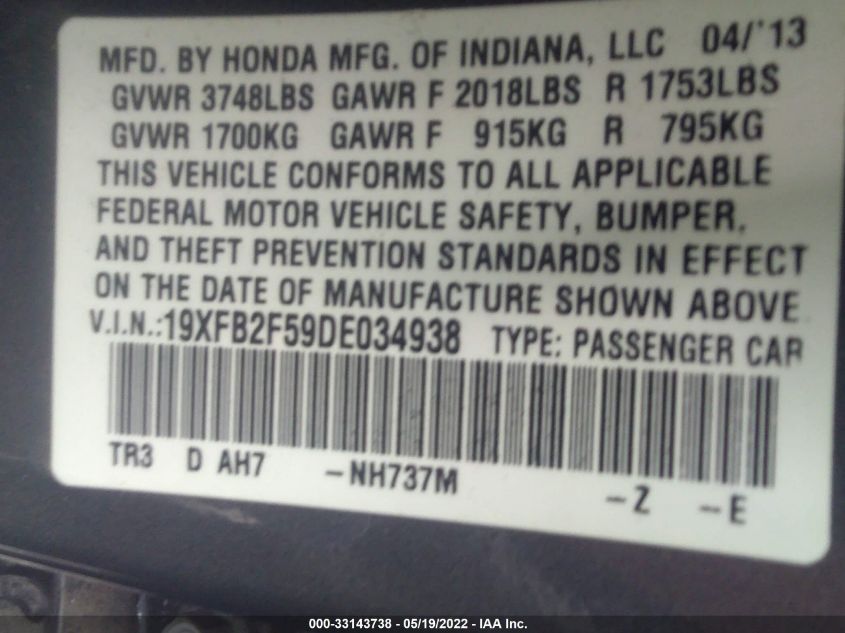 MFD. BY HONDA MFG. OF INDIANA, LLC 04/'13
GVWR 3748LBS GAWR F 2018LBS R 1753LBS
GVWR 1700KG GAWR F 915KG R 795KG
THIS VEHICLE CONFORMS TO ALL APPLICABLE
FEDERAL MOTOR VEHICLE SAFETY, BUMPER,
AND THEFT PREVENTION STANDARDS IN EFFECT
ON THE DATE OF MANUFACTURE SHOWN ABOVE
V.I.N.:19XFB2F59DE034938 TYPE: PASSENGER CAR
TR3 D AH7 -NH737M -Z -E
000-33143738 - 05/19/2022 - IAA Inc.